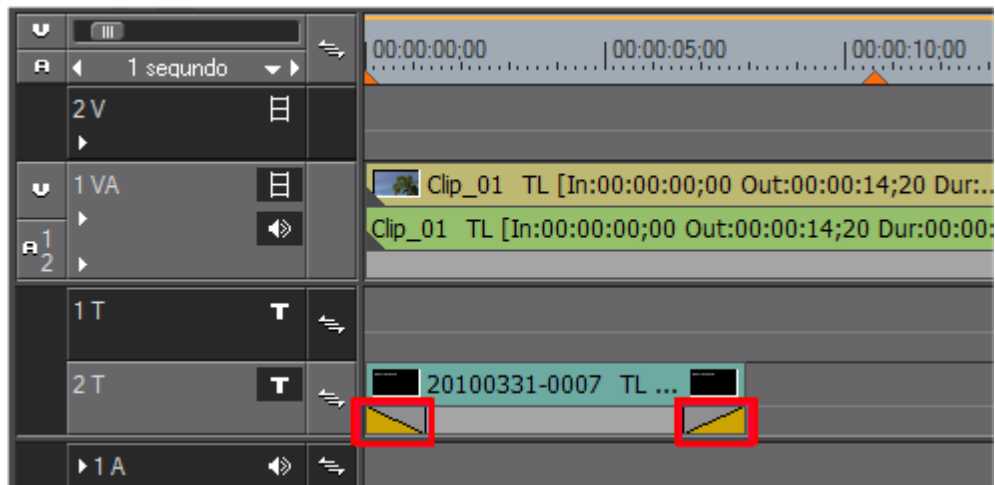 V
A
1 segundo
00:00:00;00 00:00:05;00 00:00:10;00
2 V
V
1 VA
Clip_01 TL [In:00:00:00;00 Out:00:00:14;20 Dur:...
A 1 2
Clip_01 TL [In:00:00:00;00 Out:00:00:14;20 Dur:00:00:
1 T
T
2 T
T
20100331-0007 TL ...
1 A